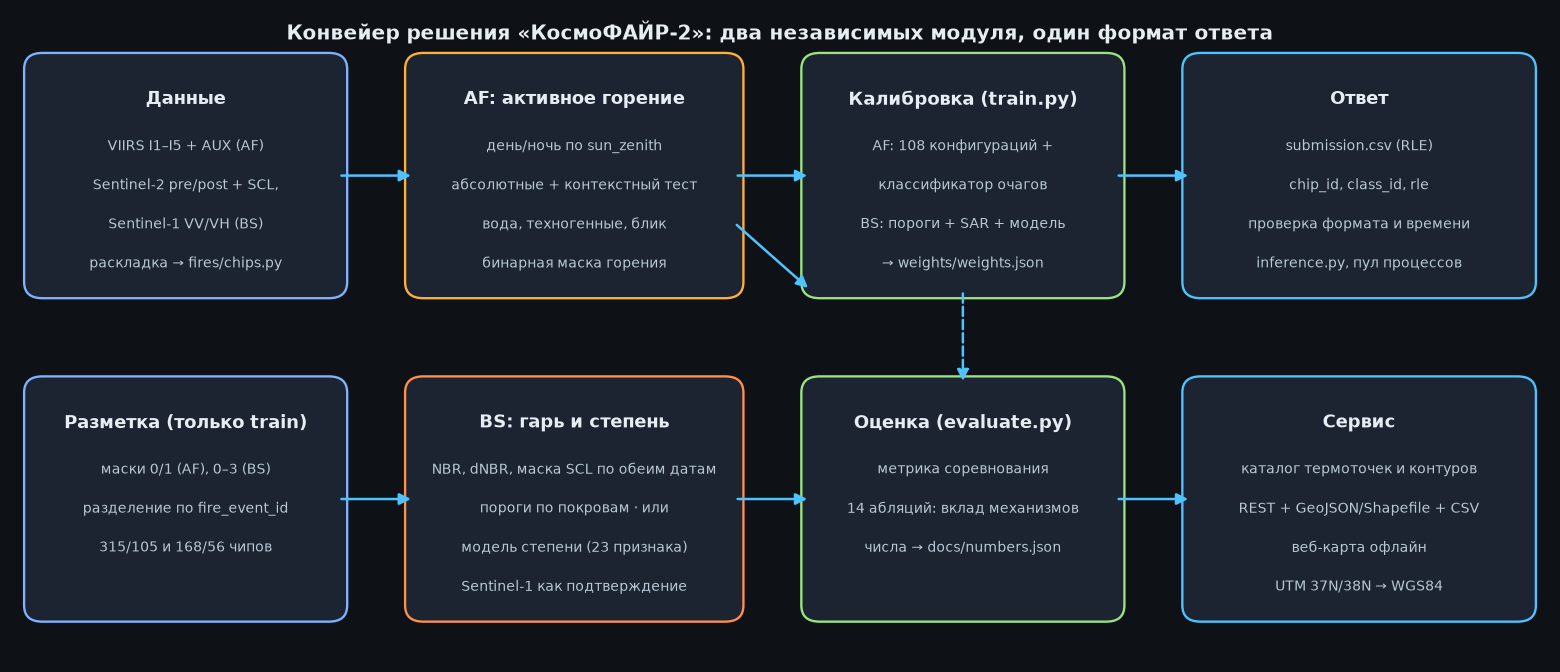 Конвейер решения «КосмоФАЙР-2»: два независимых модуля, один формат ответа
Данные
VIIRS I1–I5 + AUX (AF)
Sentinel-2 pre/post + SCL,
Sentinel-1 VV/VH (BS)
раскладка → fires/chips.py
AF: активное горение
день/ночь по sun_zenith
абсолютные + контекстный тест
вода, техногенные, блик
бинарная маска горения
Калибровка (train.py)
AF: 108 конфигураций +
классификатор очагов
BS: пороги + SAR + модель
→ weights/weights.json
Ответ
submission.csv (RLE)
chip_id, class_id, rle
проверка формата и времени
inference.py, пул процессов
Разметка (только train)
маски 0/1 (AF), 0–3 (BS)
разделение по fire_event_id
315/105 и 168/56 чипов
BS: гарь и степень
NBR, dNBR, маска SCL по обеим датам
пороги по покровам · или
модель степени (23 признака)
Sentinel-1 как подтверждение
Оценка (evaluate.py)
метрика соревнования
14 абляций: вклад механизмов
числа → docs/numbers.json
Сервис
каталог термоточек и контуров
REST + GeoJSON/Shapefile + CSV
веб-карта офлайн
UTM 37N/38N → WGS84